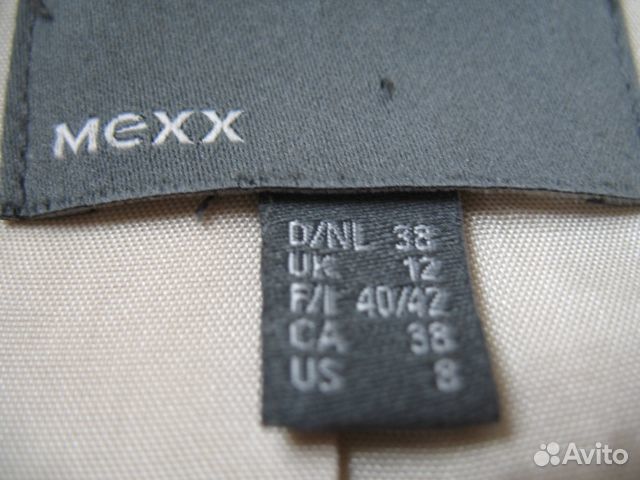 mexx
D/NL 38
UK 12
F/I 40/42
CA 38
US 8
Avito